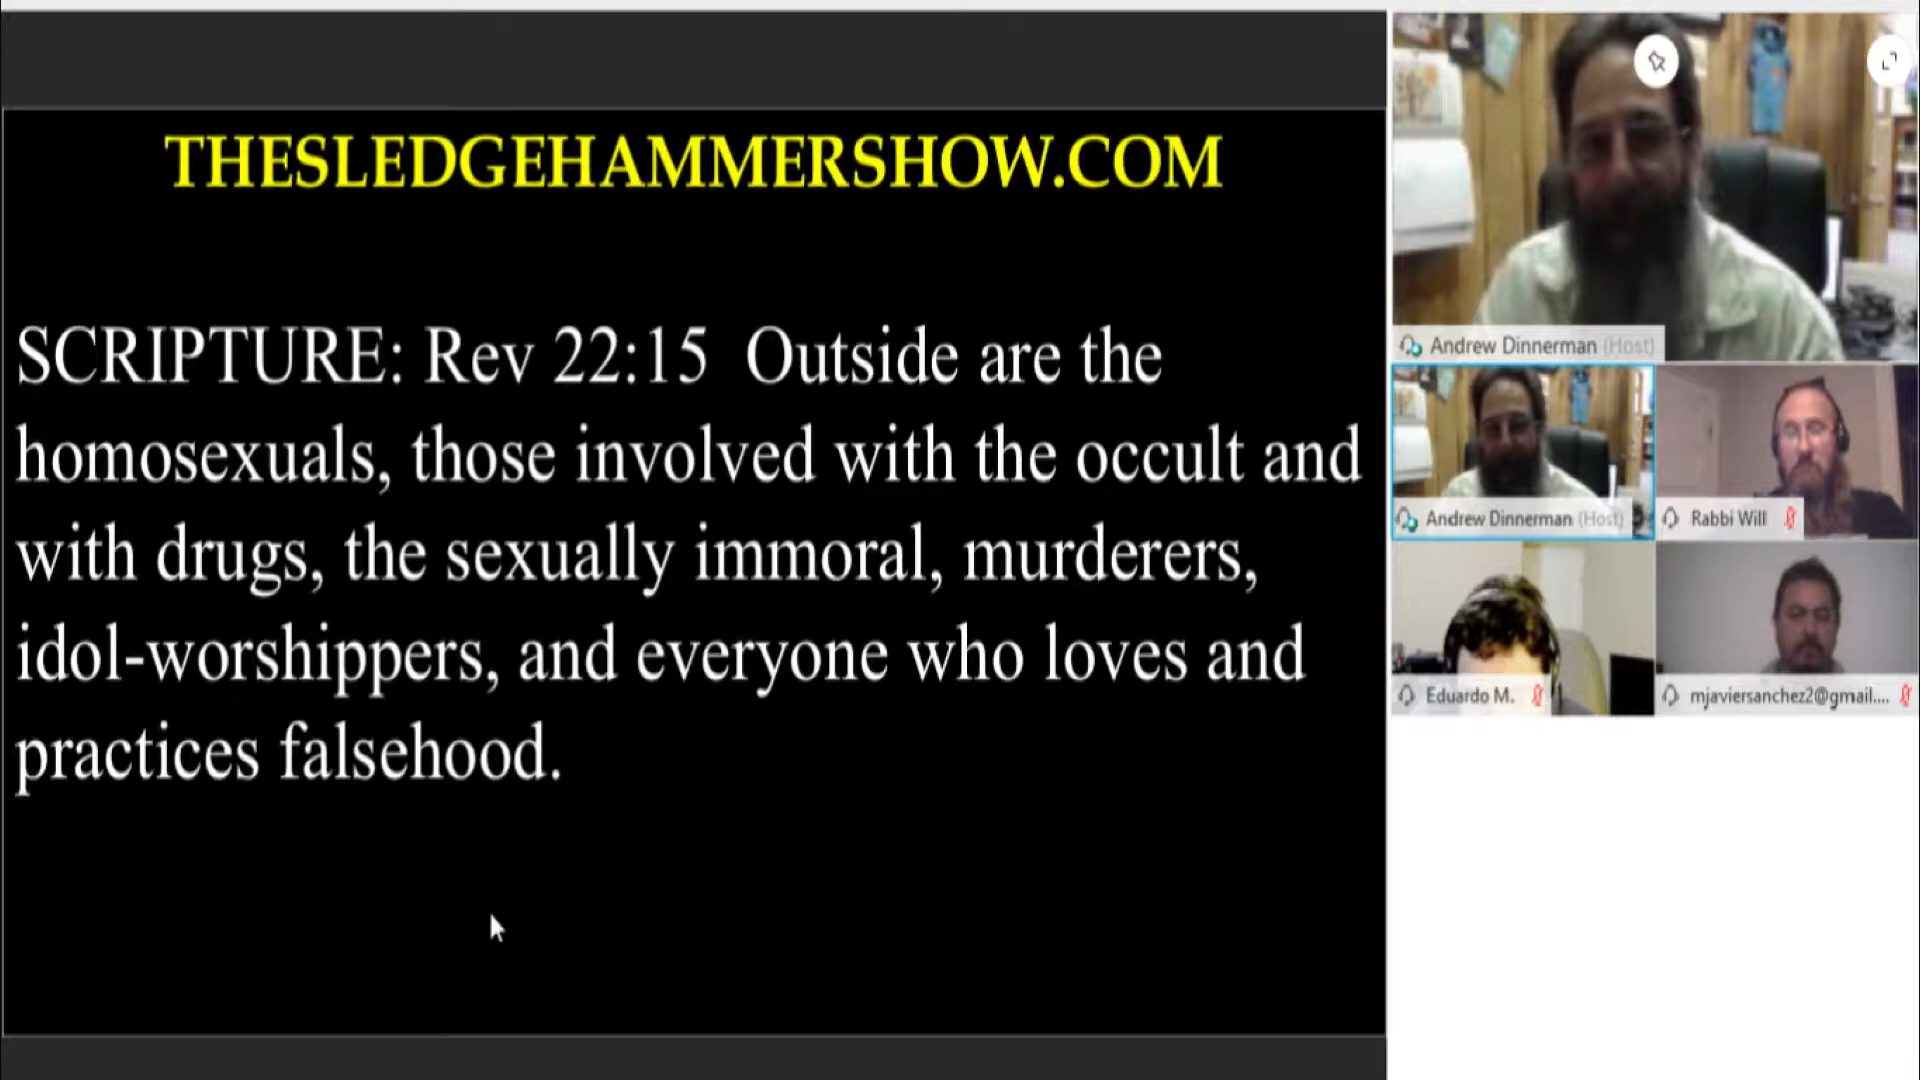 THESLEDGEHAMMERSHOW.COM
SCRIPTURE: Rev 22:15  Outside are the
homosexuals, those involved with the occult and
with drugs, the sexually immoral, murderers,
idol-worshippers, and everyone who loves and
practices falsehood.
Andrew Dinnerman (Host)
Andrew Dinnerman (Host)
Rabbi Will
Eduardo M.
mjaviersanchez2@gmail....